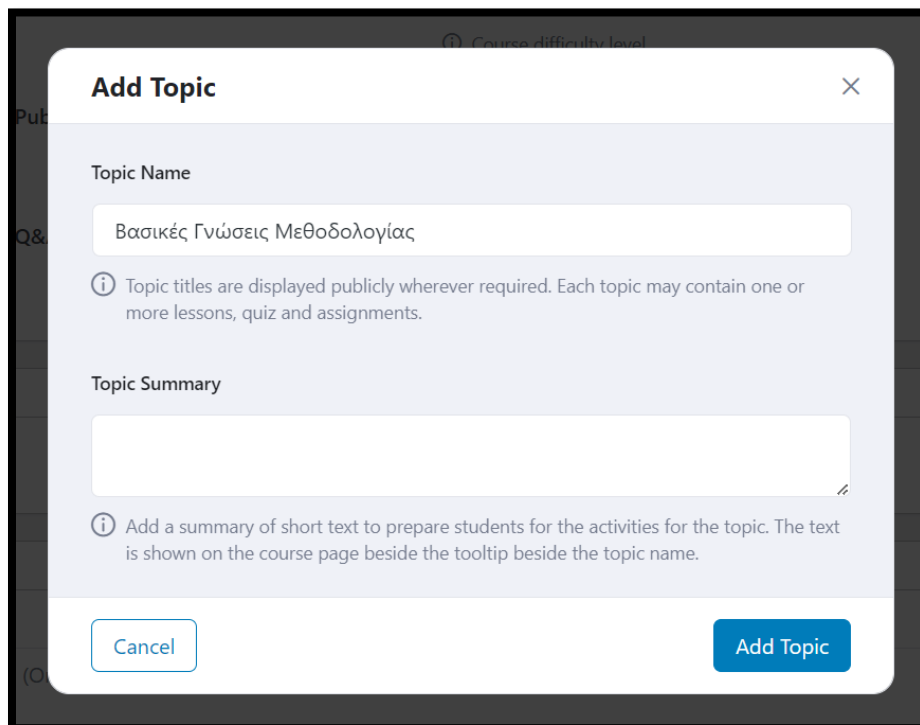 Course difficulty level
Add Topic
Pub
Topic Name
Βασικές Γνώσεις Μεθοδολογίας
Q&
Topic titles are displayed publicly wherever required. Each topic may contain one or
more lessons, quiz and assignments.
Topic Summary
Add a summary of short text to prepare students for the activities for the topic. The text
is shown on the course page beside the tooltip beside the topic name.
Cancel
Add Topic